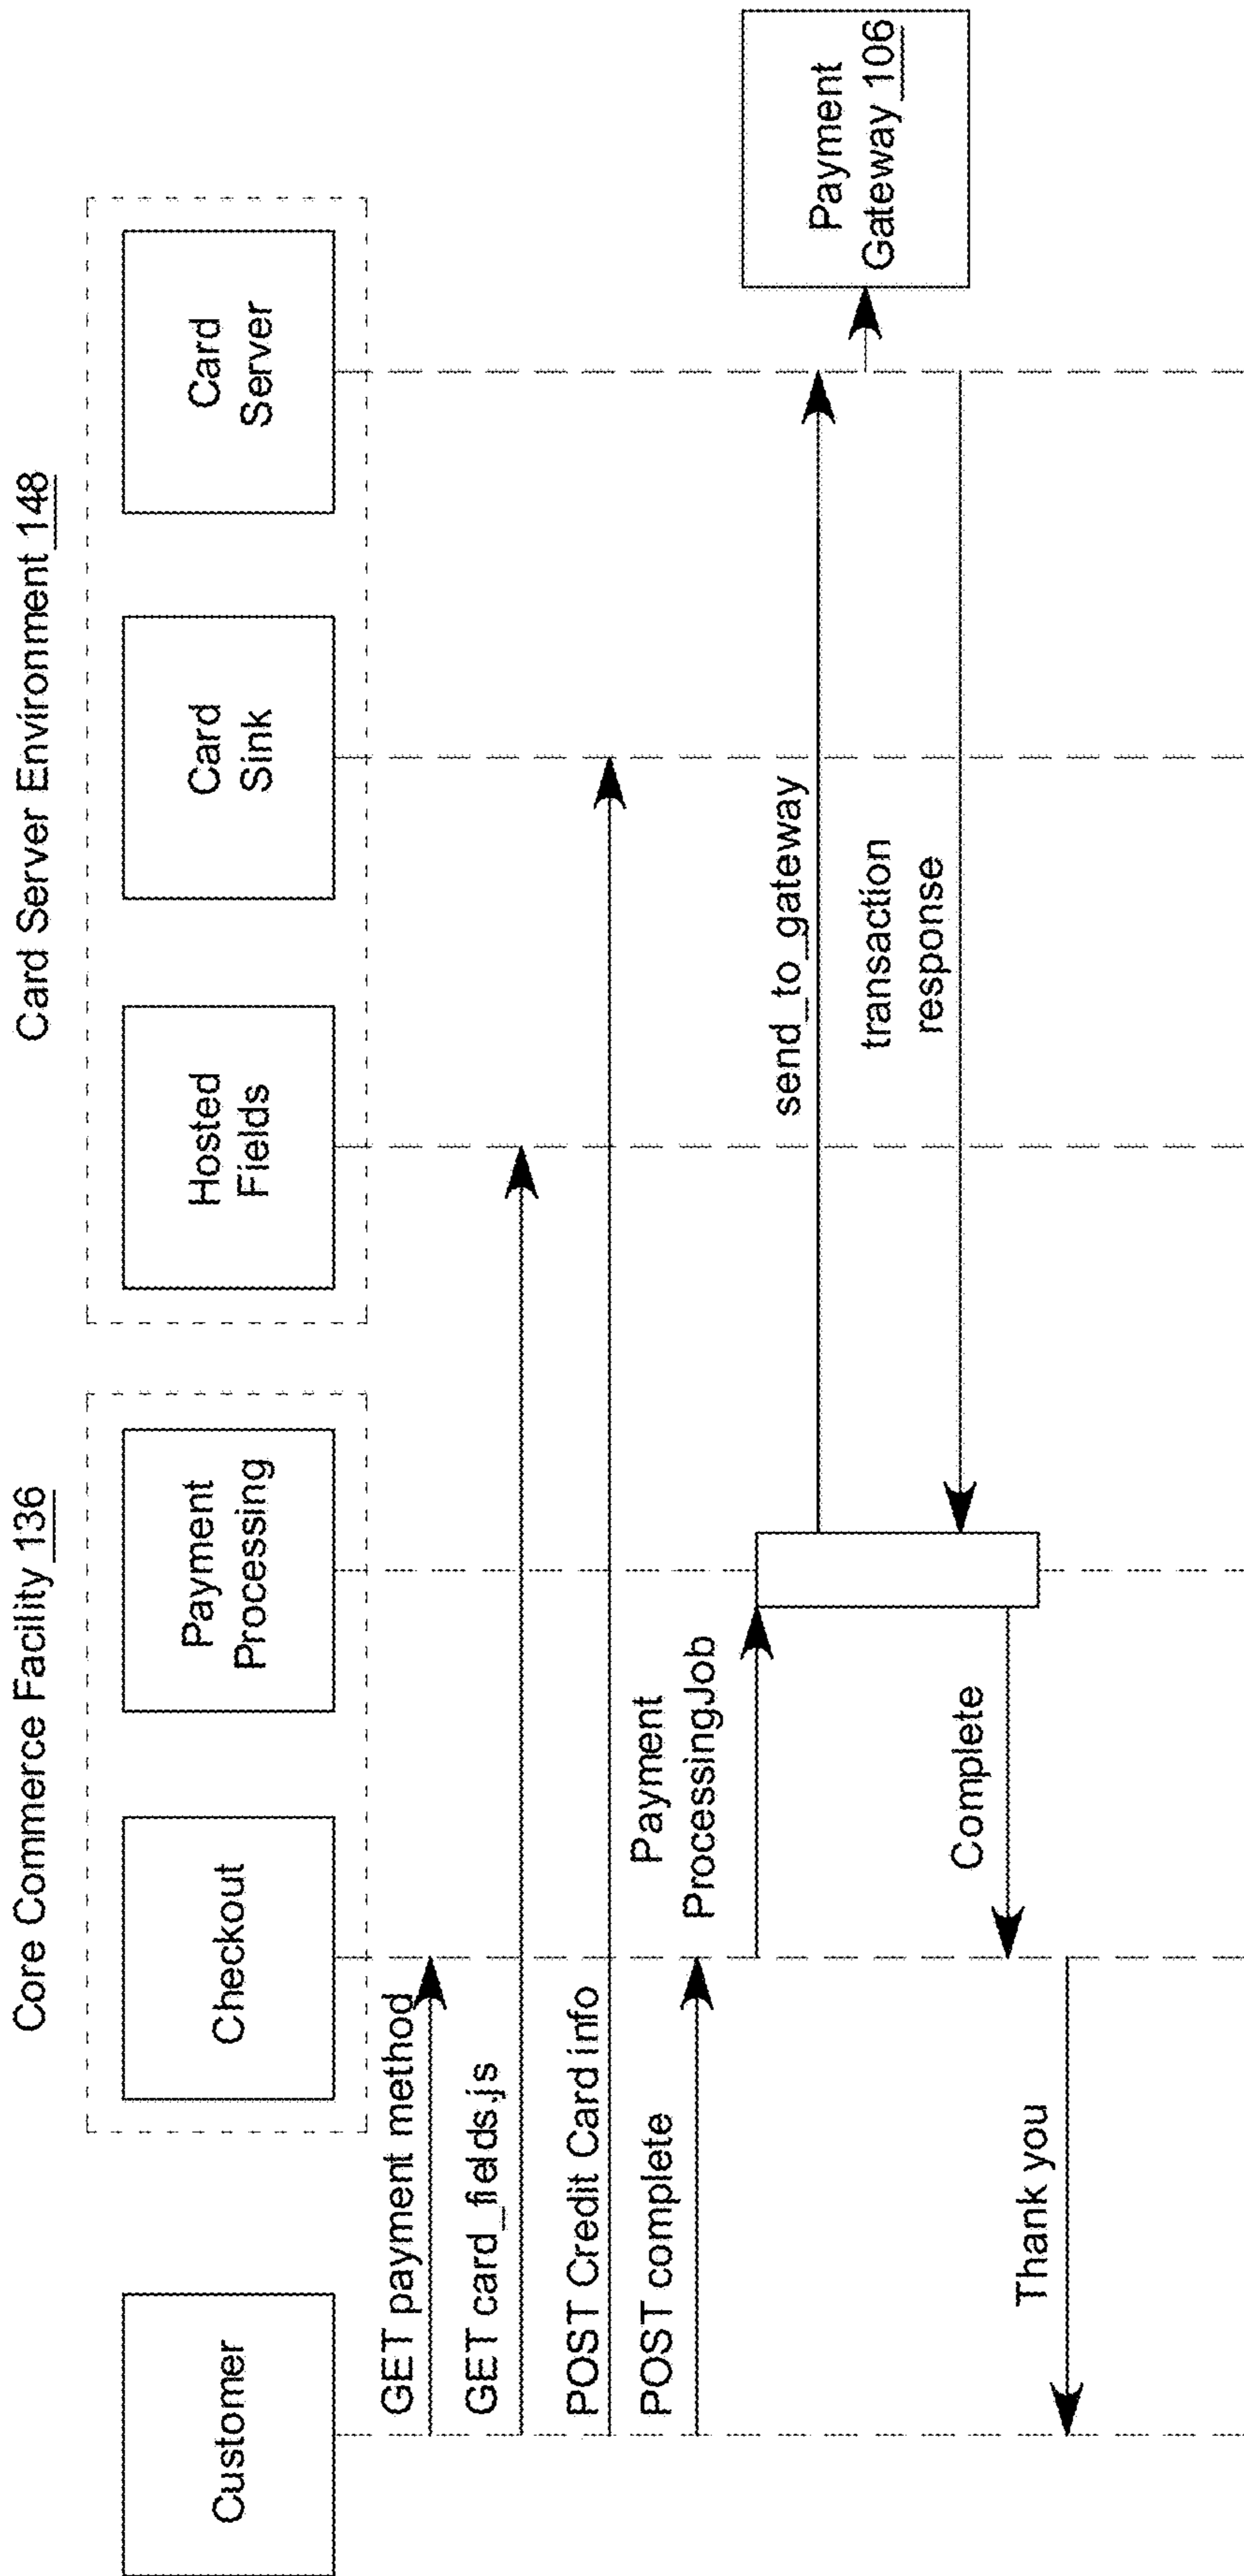 Core Commerce Facility 136
Card Server Environment 148
Customer
Checkout
Payment
Processing
Hosted
Fields
Card
Sink
Card
Server
GET payment method
GET card_fields.js
POST Credit Card info
POST complete
Payment
ProcessingJob
send_to_gateway
Payment
Gateway 106
transaction
response
Complete
Thank you